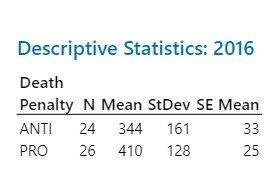 Descriptive Statistics: 2016
Death
Penalty N Mean StDev SE Mean
ANTI 24 344 161 33
PRO 26 410 128 25